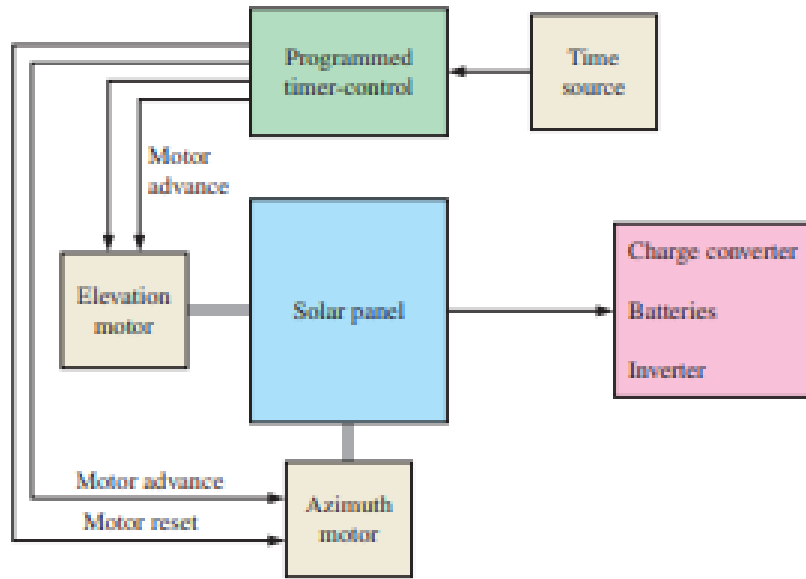 Programmed
timer-control
Time
source
Motor
advance
Elevation
motor
Solar panel
Charge converter
Batteries
Inverter
Motor advance
Motor reset
Azimuth
motor